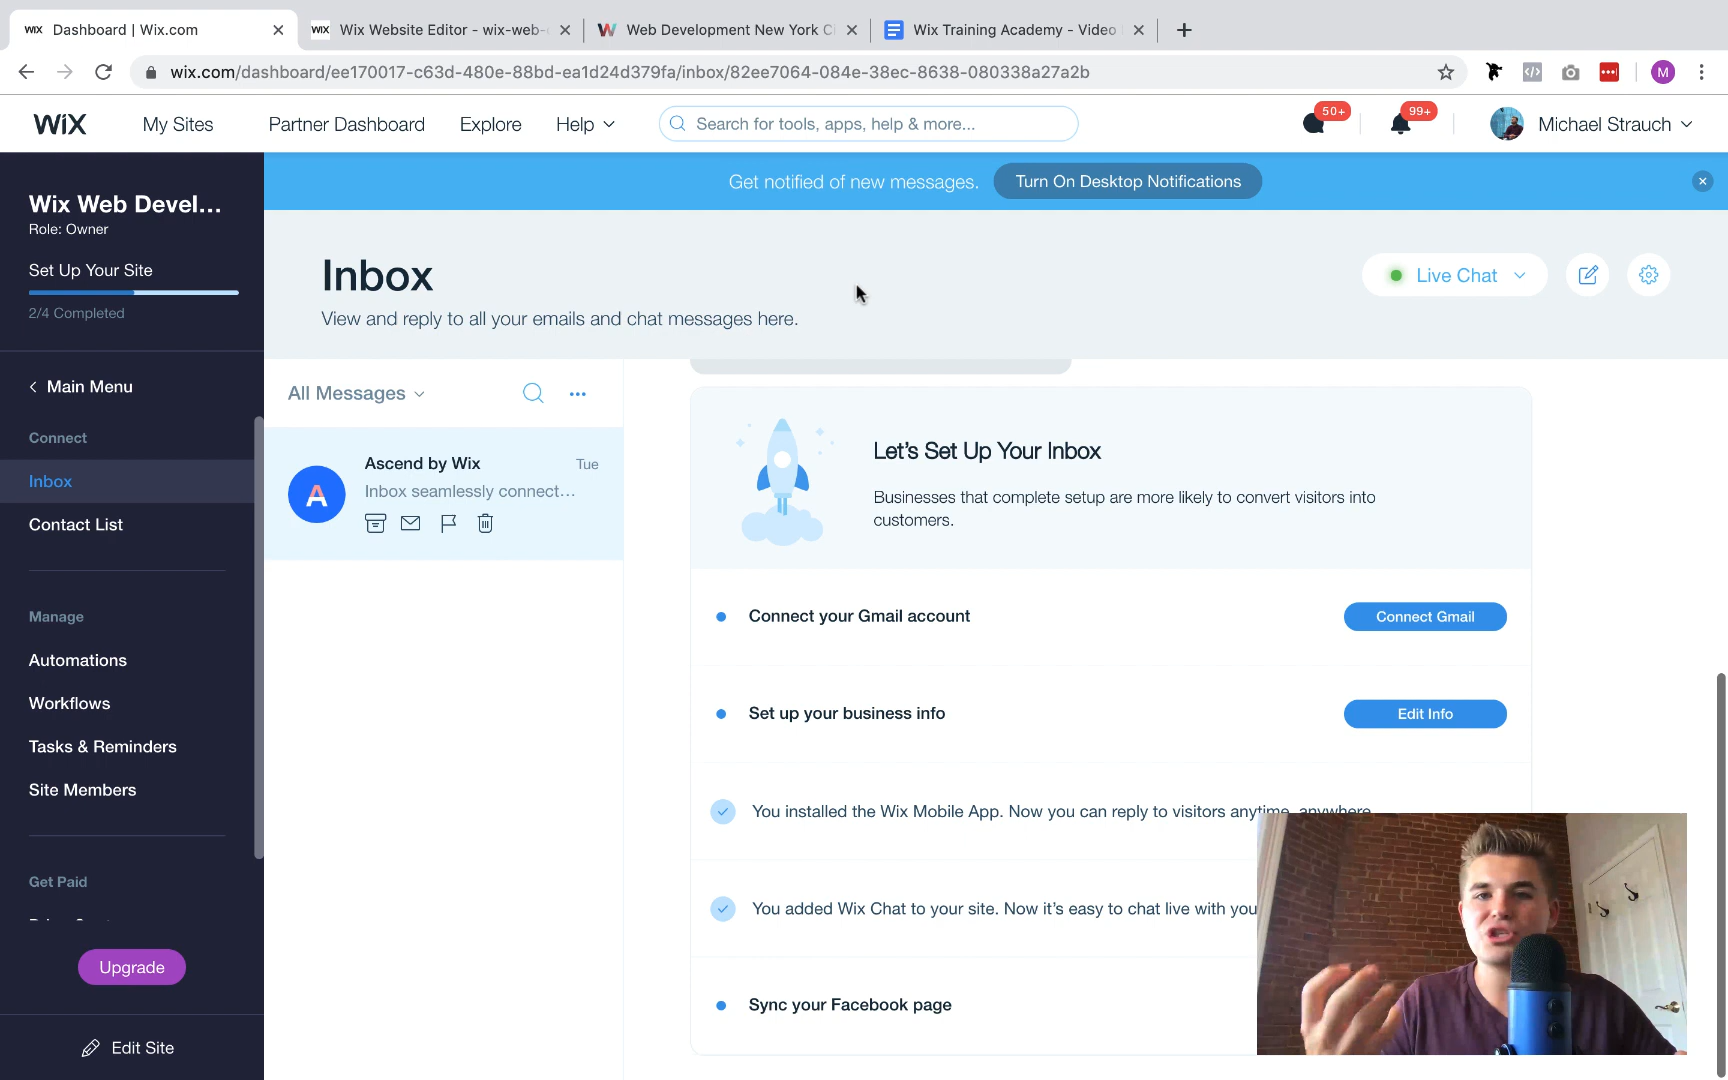 WIX Dashboard | Wix.com
WIX Wix Website Editor - wix-web-
Web Development New York C
Wix Training Academy - Video
wix.com/dashboard/ee170017-c63d-480e-88bd-ea1d24d379fa/inbox/82ee7064-084e-38ec-8638-080338a27a2b
M
WiX
My Sites
Partner Dashboard
Explore
Help
Search for tools, apps, help & more...
50+
99+
Michael Strauch
Get notified of new messages.
Turn On Desktop Notifications
Wix Web Devel...
Role: Owner
Set Up Your Site
2/4 Completed
Main Menu
Connect
Inbox
Contact List
Manage
Automations
Workflows
Tasks & Reminders
Site Members
Get Paid
Upgrade
Edit Site
Inbox
View and reply to all your emails and chat messages here.
Live Chat
All Messages
A
Ascend by Wix
Tue
Inbox seamlessly connect...
Let's Set Up Your Inbox
Businesses that complete setup are more likely to convert visitors into
customers.
Connect your Gmail account
Connect Gmail
Set up your business info
Edit Info
You installed the Wix Mobile App. Now you can reply to visitors anytime, anywhere
You added Wix Chat to your site. Now it's easy to chat live with you
Sync your Facebook page